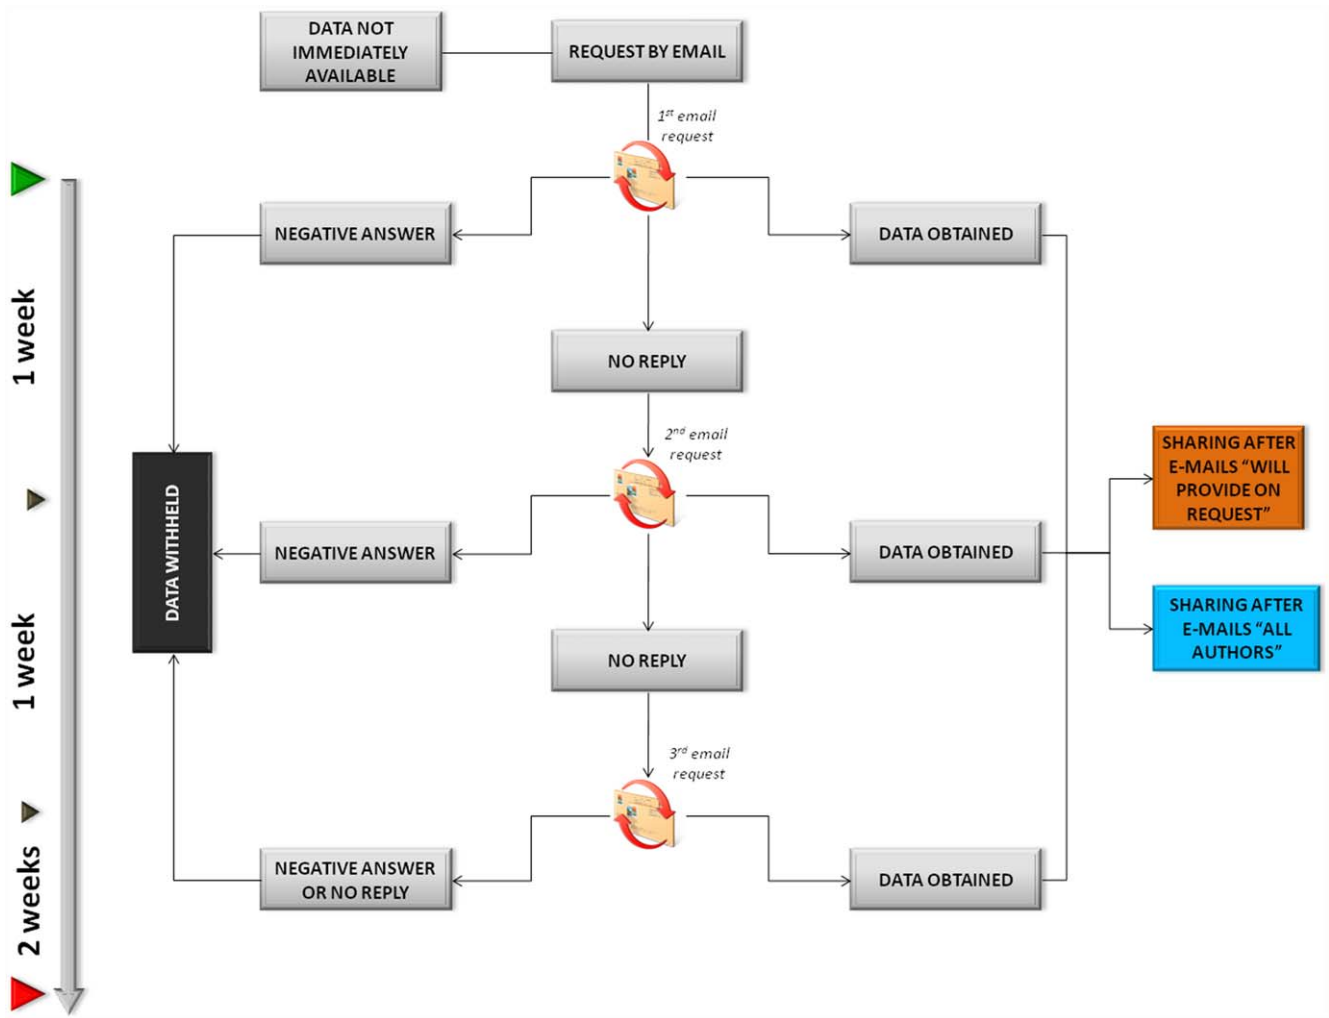 DATA NOT
IMMEDIATELY
AVAILABLE
REQUEST BY EMAIL
1st email
request
NEGATIVE ANSWER
DATA OBTAINED
1 week
NO REPLY
2nd email
request
SHARING AFTER
E-MAILS “WILL
PROVIDE ON
REQUEST”
DATA WITHHELD
NEGATIVE ANSWER
DATA OBTAINED
SHARING AFTER
E-MAILS “ALL
AUTHORS”
1 week
NO REPLY
3rd email
request
2 weeks
NEGATIVE ANSWER
OR NO REPLY
DATA OBTAINED